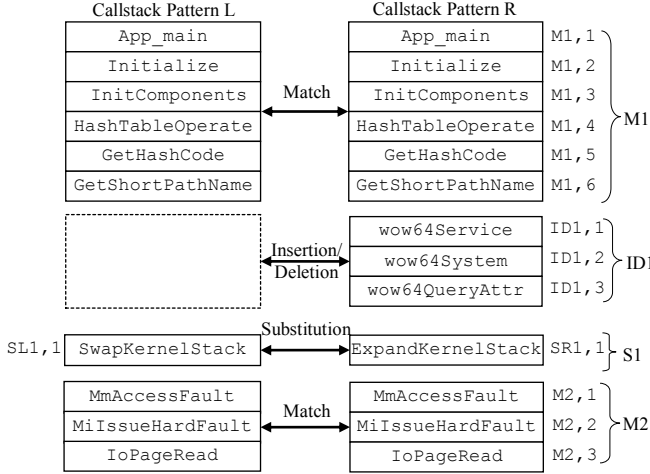 Callstack Pattern L Callstack Pattern R
App_main App_main M1,1
Initialize Initialize M1,2
InitComponents Match InitComponents M1,3
HashTableOperate HashTableOperate M1,4 M1
GetHashCode GetHashCode M1,5
GetShortPathName GetShortPathName M1,6
wow64Service ID1,1
Insertion/ wow64System ID1,2 ID1
Deletion wow64QueryAttr ID1,3
Substitution
SL1,1 SwapKernelStack ExpandKernelStack SR1,1 S1
MmAccessFault MmAccessFault M2,1
MiIssueHardFault Match MiIssueHardFault M2,2 M2
IoPageRead IoPageRead M2,3